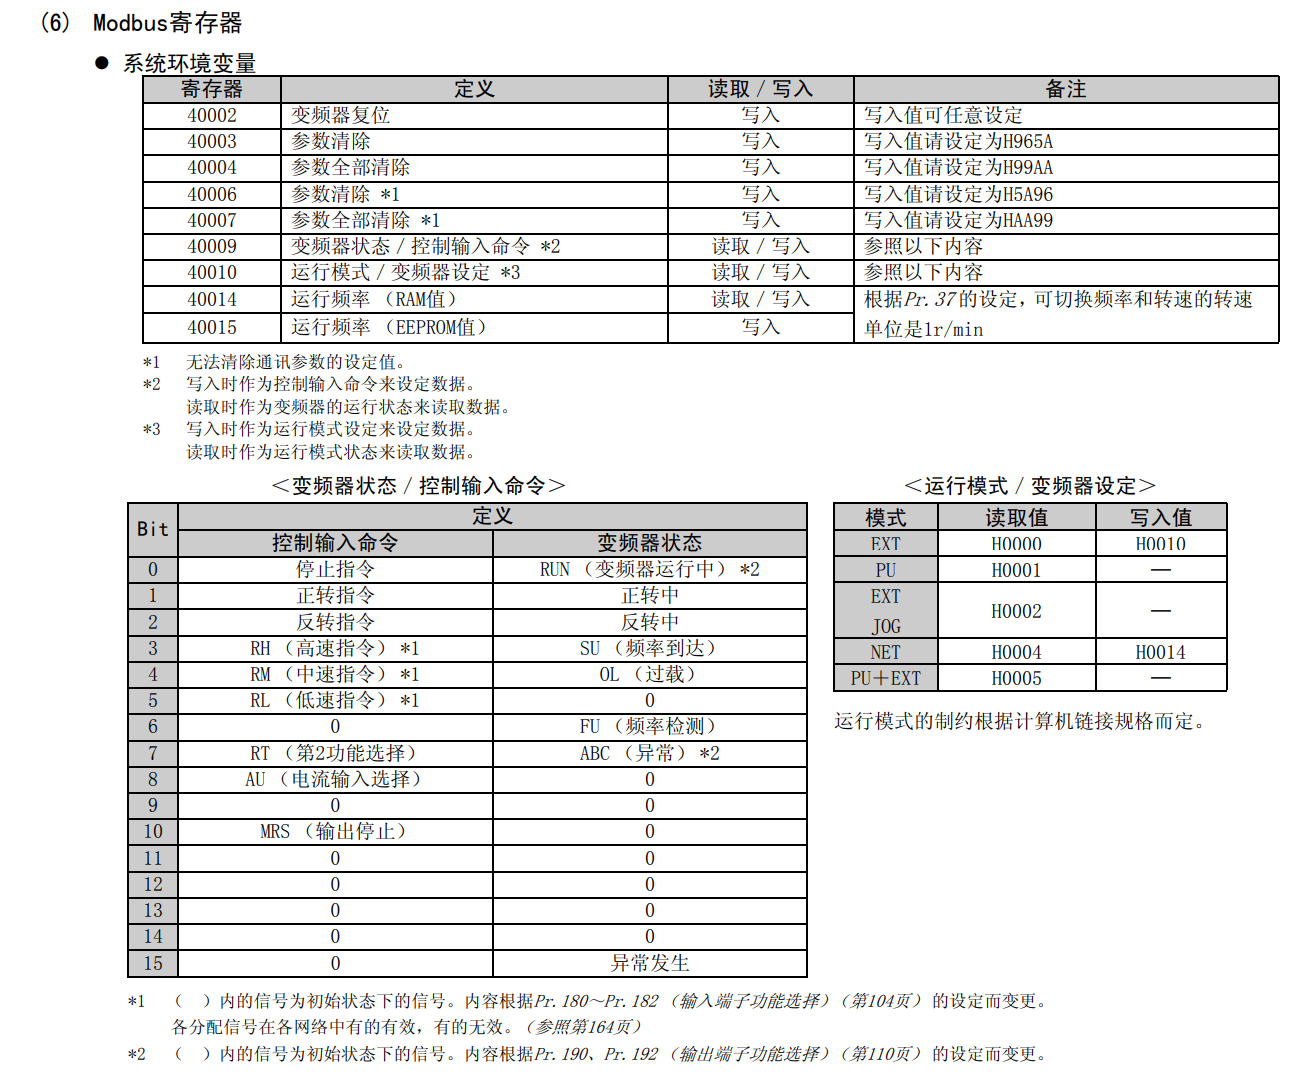 (6) Modbus寄存器
● 系统环境变量
寄存器 定义 读取／写入 备注
40002 变频器复位 写入 写入值可任意设定
40003 参数清除 写入 写入值请设定为H965A
40004 参数全部清除 写入 写入值请设定为H99AA
40006 参数清除 *1 写入 写入值请设定为H5A96
40007 参数全部清除 *1 写入 写入值请设定为HAA99
40009 变频器状态／控制输入命令 *2 读取／写入 参照以下内容
40010 运行模式／变频器设定 *3 读取／写入 参照以下内容
40014 运行频率（RAM值） 读取／写入 根据Pr.37的设定，可切换频率和转速的转速
40015 运行频率（EEPROM值） 写入 单位是1r/min
*1 无法清除通讯参数的设定值。
*2 写入时作为控制输入命令来设定数据。
读取时作为变频器的运行状态来读取数据。
*3 写入时作为运行模式设定来设定数据。
读取时作为运行模式状态来读取数据。
＜变频器状态／控制输入命令＞
Bit 定义
控制输入命令 变频器状态
0 停止指令 RUN（变频器运行中）*2
1 正转指令 正转中
2 反转指令 反转中
3 RH（高速指令）*1 SU（频率到达）
4 RM（中速指令）*1 OL（过载）
5 RL（低速指令）*1 0
6 0 FU（频率检测）
7 RT（第2功能选择） ABC（异常）*2
8 AU（电流输入选择） 0
9 0 0
10 MRS（输出停止） 0
11 0 0
12 0 0
13 0 0
14 0 0
15 0 异常发生
＜运行模式／变频器设定＞
模式 读取值 写入值
EXT H0000 H0010
PU H0001 —
EXT
JOG H0002 —
NET H0004 H0014
PU＋EXT H0005 —
运行模式的制约根据计算机链接规格而定。
*1 （ ）内的信号为初始状态下的信号。内容根据Pr.180～Pr.182（输入端子功能选择）（第104页）的设定而变更。
各分配信号在各网络中有的有效，有的无效。（参照第164页）
*2 （ ）内的信号为初始状态下的信号。内容根据Pr.190、Pr.192（输出端子功能选择）（第110页）的设定而变更。